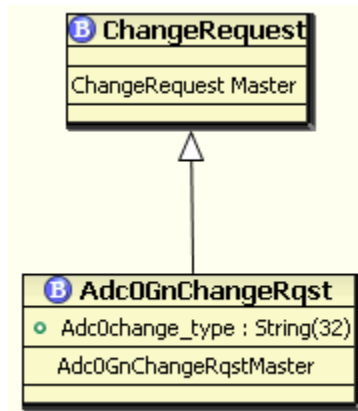 B ChangeRequest
ChangeRequest Master
B Adc0GnChangeRqst
Adc0change_type : String(32)
Adc0GnChangeRqstMaster